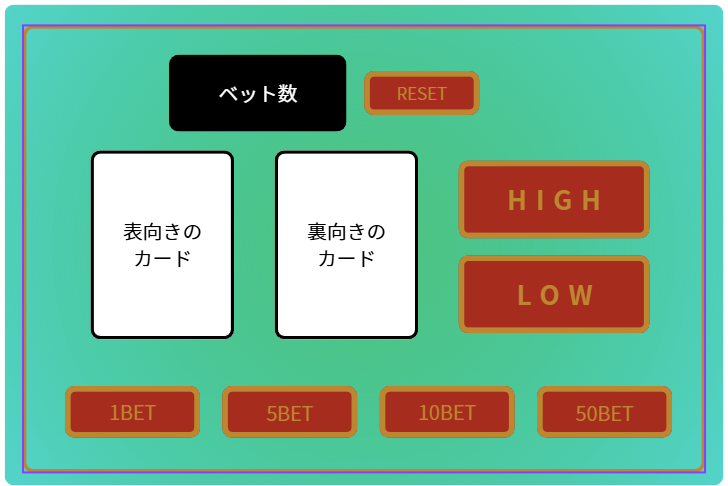 ベット数
RESET
表向きの
カード
裏向きの
カード
HIGH
LOW
1BET
5BET
10BET
50BET